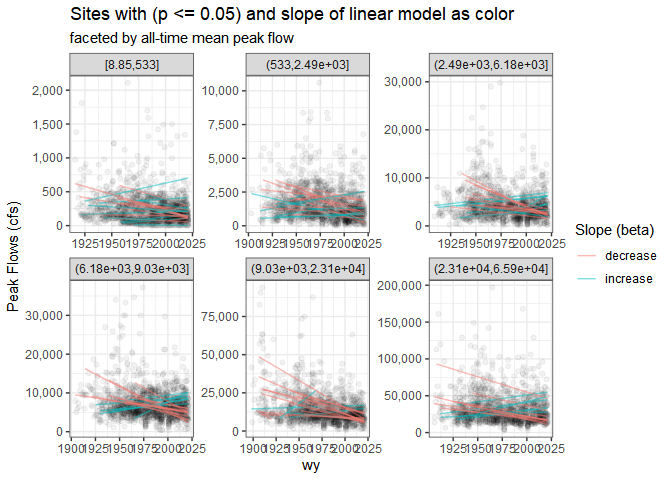 Sites with (p <= 0.05) and slope of linear model as color
faceted by all-time mean peak flow
[8.85,533]
(533,2.49e+03]
(2.49e+03,6.18e+03]
2,000
1,500
1,000
500
0
10,000
7,500
5,000
2,500
0
30,000
20,000
10,000
0
1925 1950 1975 2000 2025
1900 1925 1950 1975 2000 2025
1925 1950 1975 2000 2025
(6.18e+03,9.03e+03]
(9.03e+03,2.31e+04]
(2.31e+04,6.59e+04]
30,000
20,000
10,000
0
75,000
50,000
25,000
0
200,000
150,000
100,000
50,000
0
1900 1925 1950 1975 2000 2025
1900 1925 1950 1975 2000 2025
1925 1950 1975 2000 2025
Peak Flows (cfs)
wy
Slope (beta)
decrease
increase